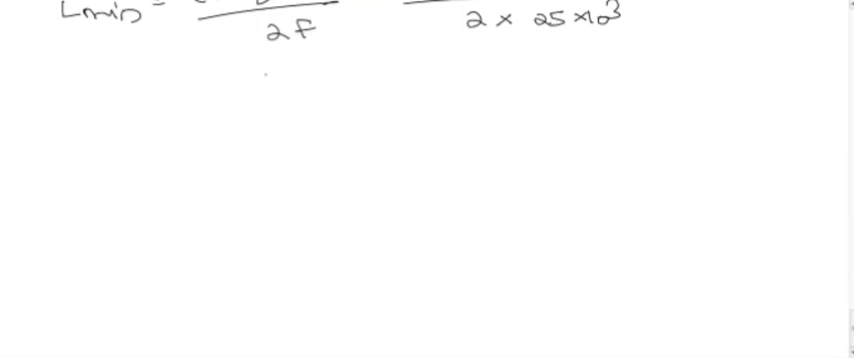 Lmin =
2f 2 × 25 × 10³